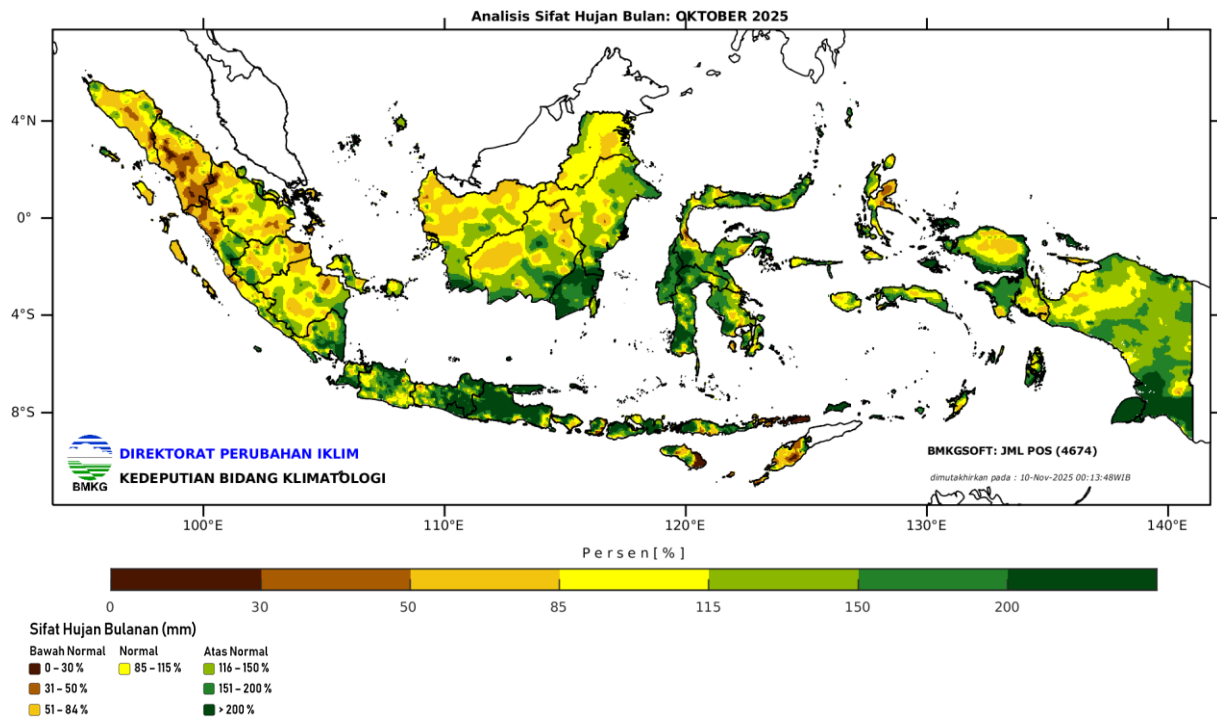 Analisis Sifat Hujan Bulan: OKTOBER 2025
4°N
0°
4°S
8°S
BMKG
DIREKTORAT PERUBAHAN IKLIM
KEDEPUTIAN BIDANG KLIMATOLOGI
BMKGSOFT: JML POS (4674)
dimutakhirkan pada : 10-Nov-2025 00:13:48WIB
100°E 110°E 120°E 130°E 140°E
Persen[%]
0 30 50 85 115 150 200
Sifat Hujan Bulanan (mm)
Bawah Normal Normal Atas Normal
0 – 30 % 85 – 115 % 116 – 150 %
31 – 50 % 151 – 200 %
51 – 84 % > 200 %